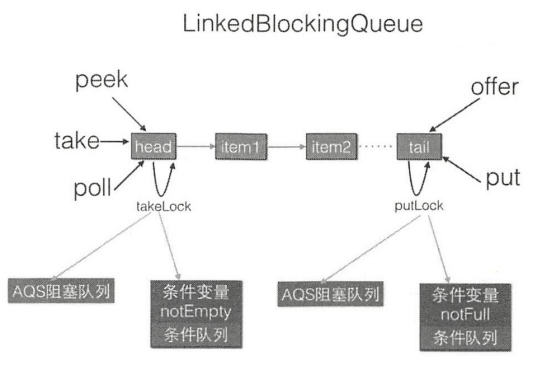 LinkedBlockingQueue
peek
offer
take
head
item1
item2
tail
poll
put
takeLock
putLock
AQS阻塞队列
条件变量
notEmpty
条件队列
AQS阻塞队列
条件变量
notFull
条件队列